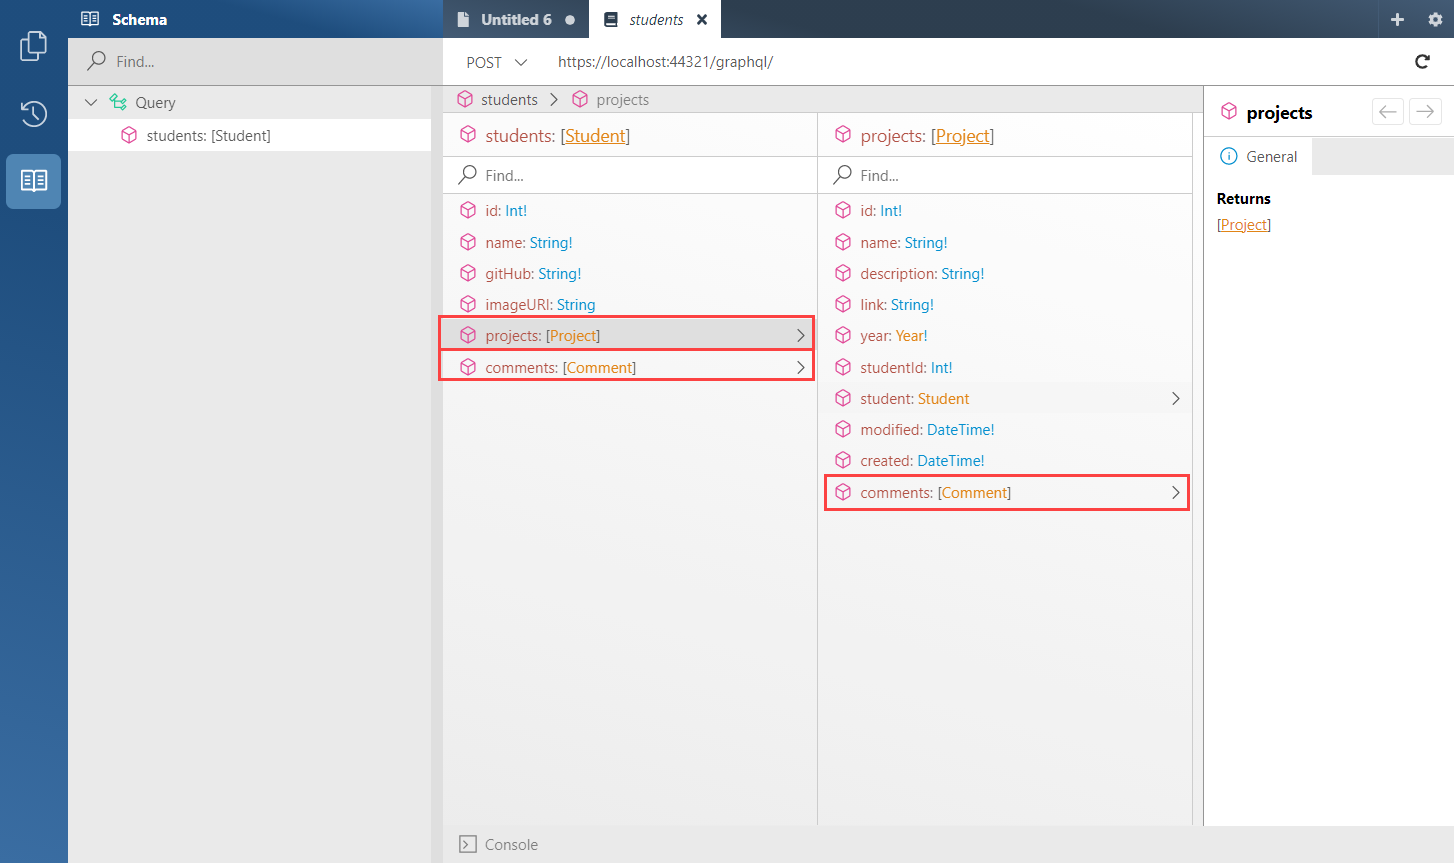 Schema
Untitled 6
students
Find...
POST
https://localhost:44321/graphql/
Query
students: [Student]
students
projects
students: [Student]
Find...
id: Int!
name: String!
gitHub: String!
imageURI: String
projects: [Project]
comments: [Comment]
projects: [Project]
Find...
id: Int!
name: String!
description: String!
link: String!
year: Year!
studentId: Int!
student: Student
modified: DateTime!
created: DateTime!
comments: [Comment]
projects
General
Returns
[Project]
Console